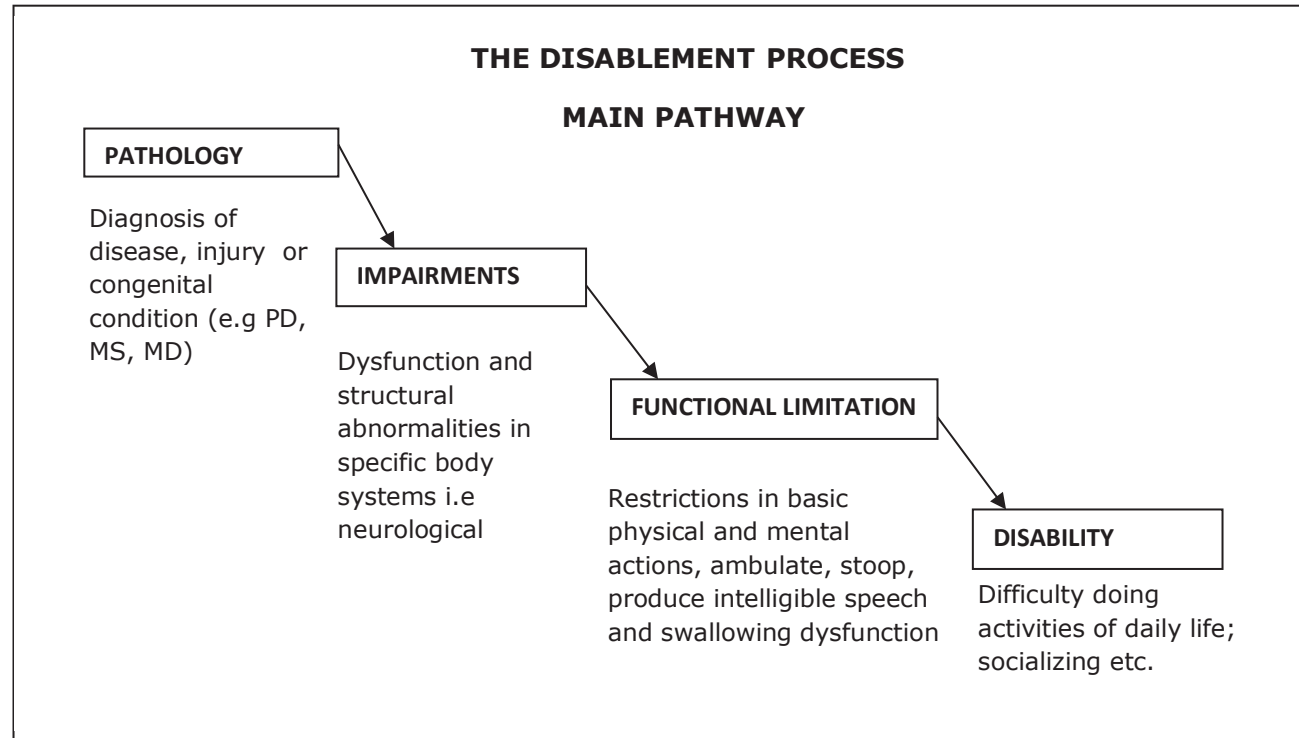 THE DISABLEMENT PROCESS
MAIN PATHWAY
PATHOLOGY
Diagnosis of
disease, injury or
congenital
condition (e.g PD,
MS, MD)
IMPAIRMENTS
Dysfunction and
structural
abnormalities in
specific body
systems i.e
neurological
FUNCTIONAL LIMITATION
Restrictions in basic
physical and mental
actions, ambulate, stoop,
produce intelligible speech
and swallowing dysfunction
DISABILITY
Difficulty doing
activities of daily life;
socializing etc.